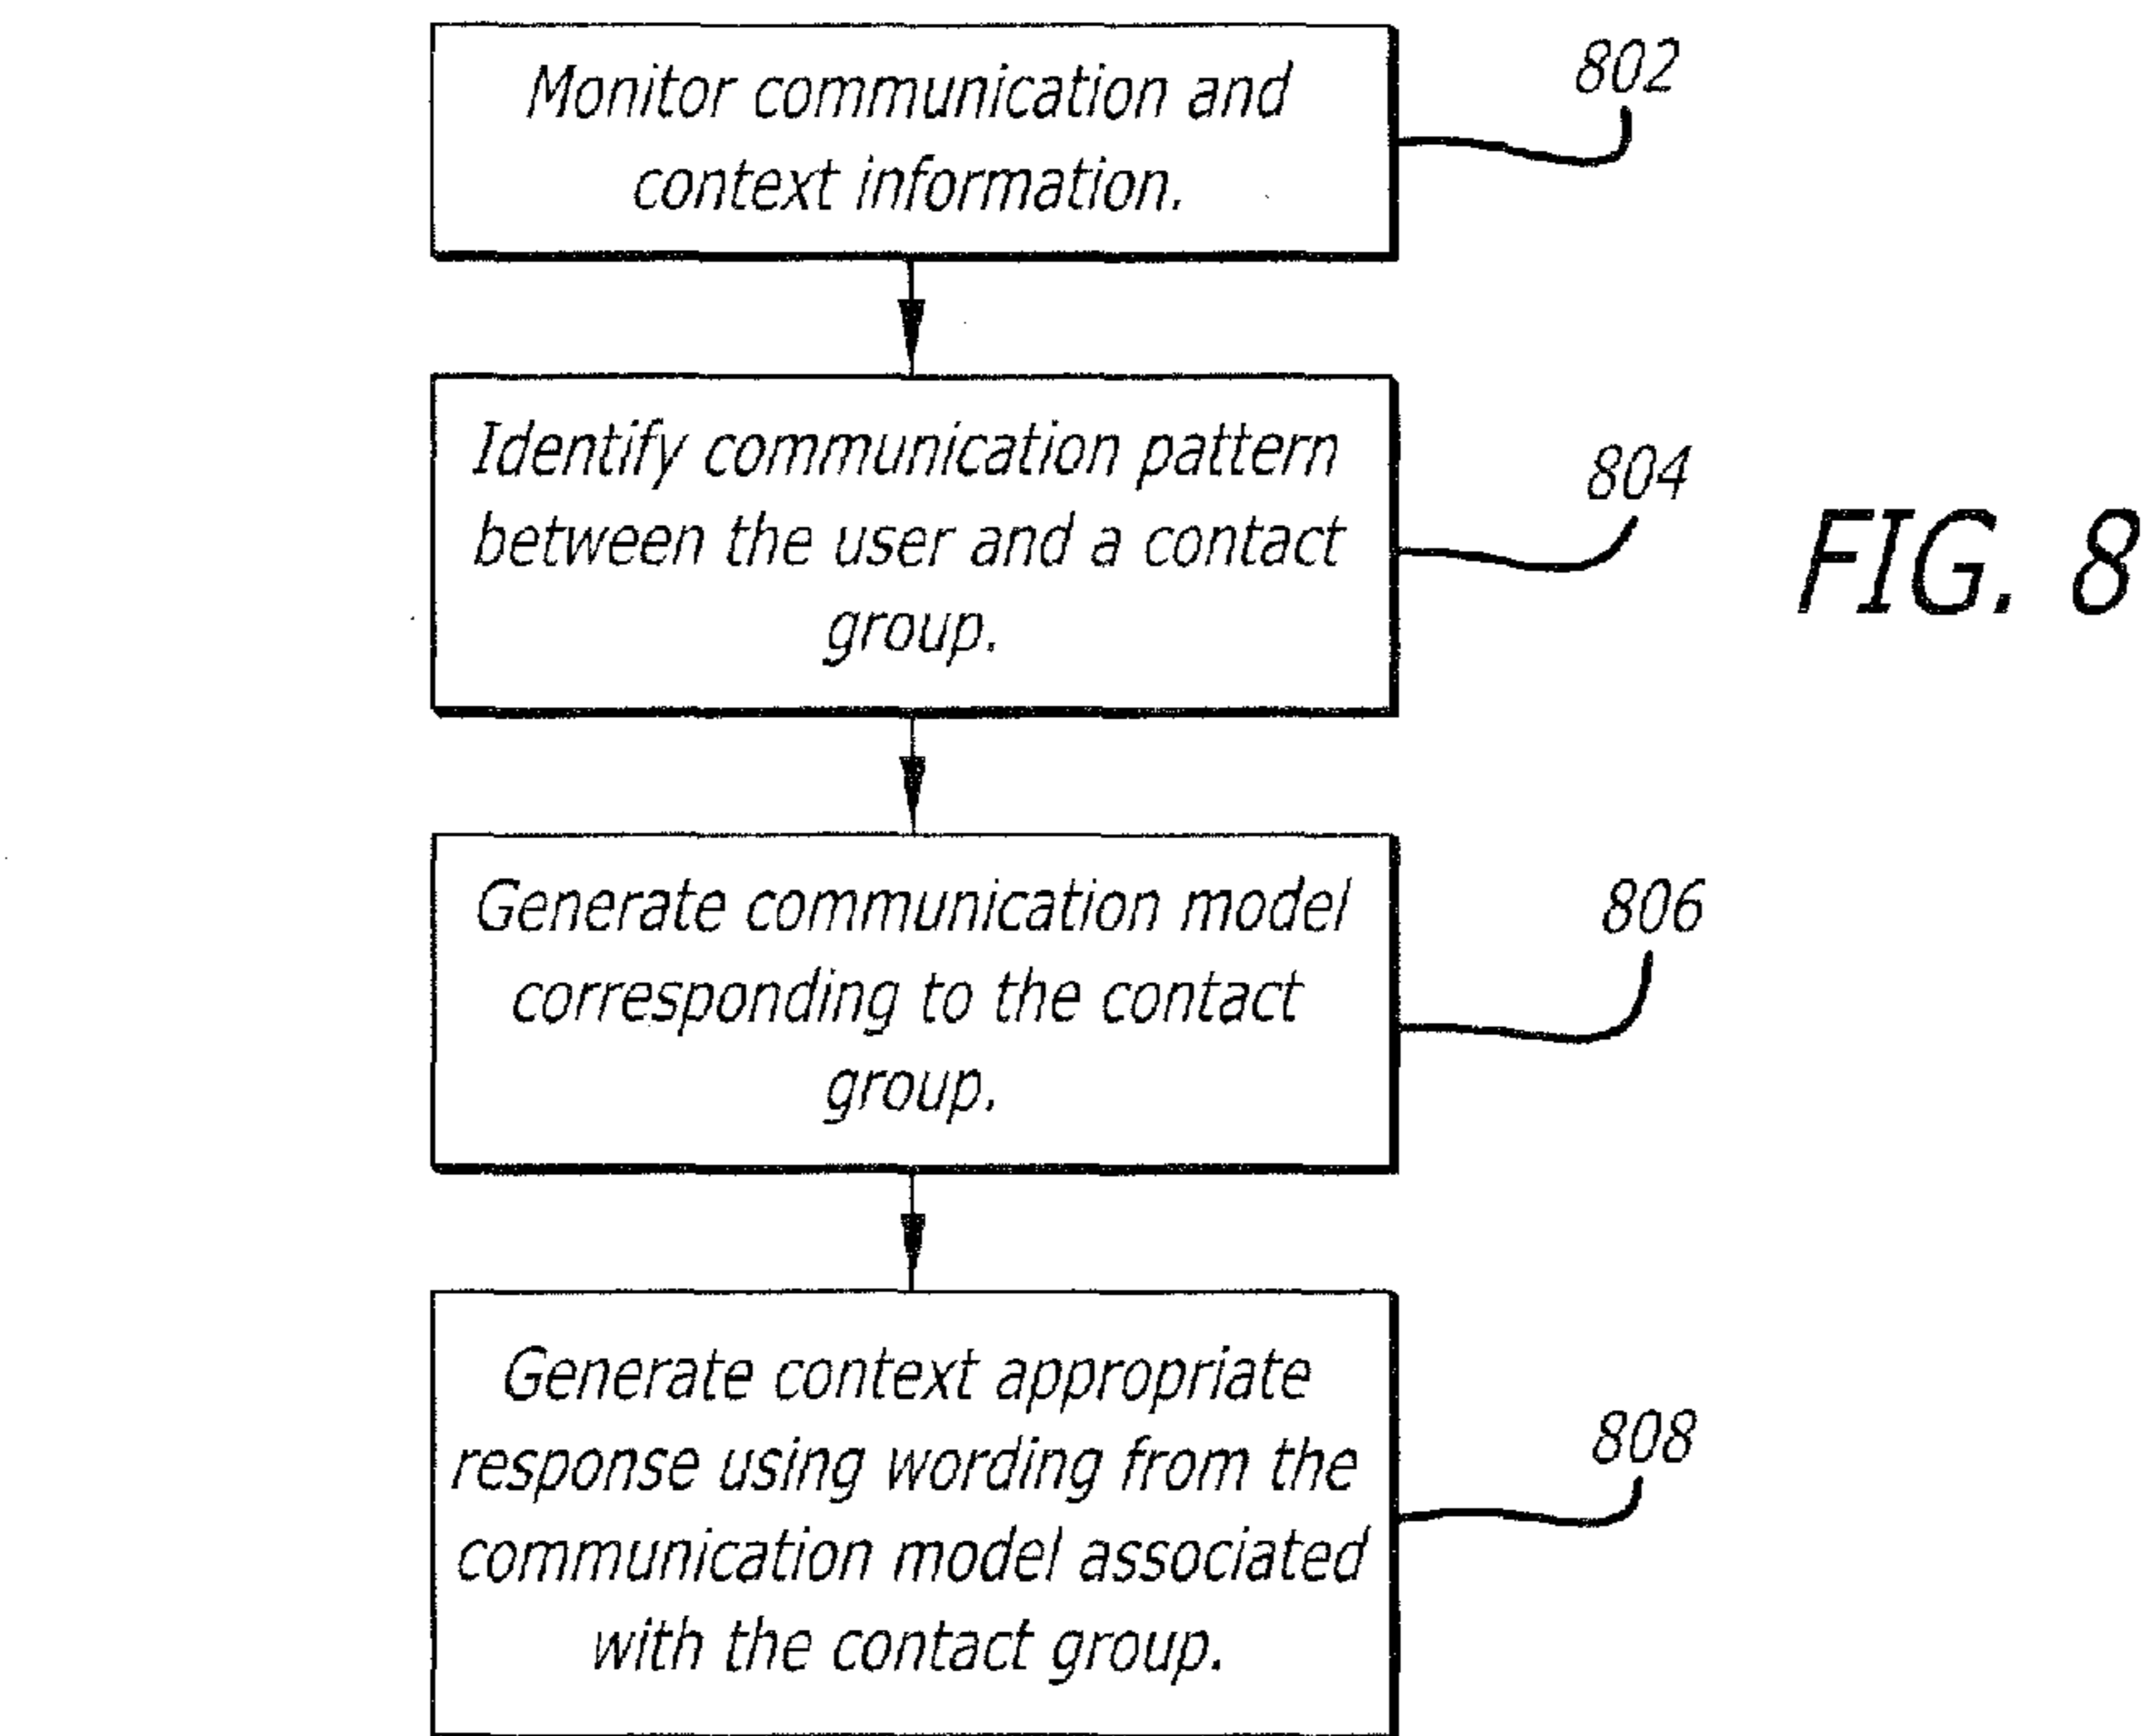 Monitor communication and
context information.
802
Identify communication pattern
between the user and a contact
group.
804
FIG. 8
Generate communication model
corresponding to the contact
group.
806
Generate context appropriate
response using wording from the
communication model associated
with the contact group.
808